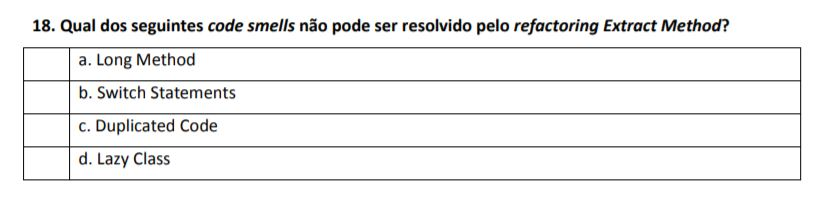 18. Qual dos seguintes code smells não pode ser resolvido pelo refactoring Extract Method?
a. Long Method
b. Switch Statements
c. Duplicated Code
d. Lazy Class